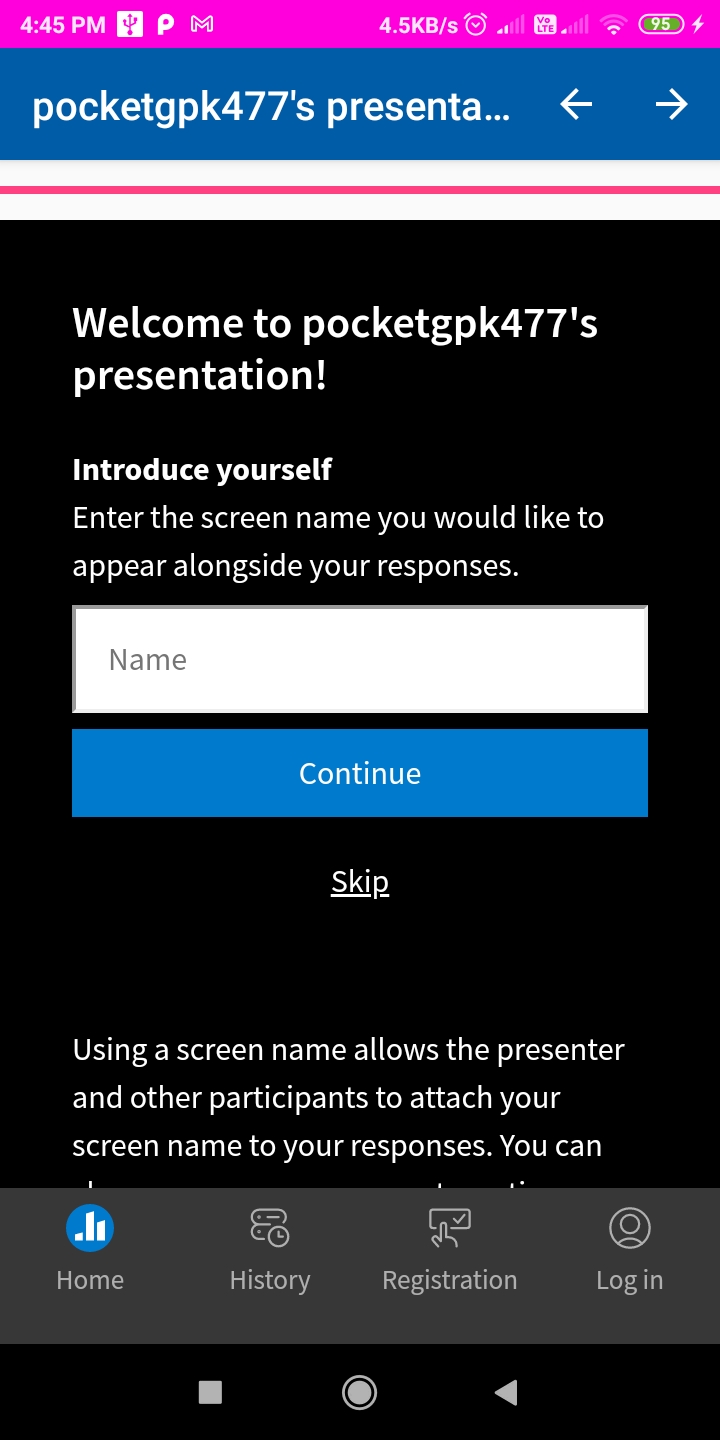 4:45 PM 4.5KB/s Vo LTE 95
pocketgpk477's presenta...
Welcome to pocketgpk477's
presentation!
Introduce yourself
Enter the screen name you would like to
appear alongside your responses.
Name
Continue
Skip
Using a screen name allows the presenter
and other participants to attach your
screen name to your responses. You can
Home History Registration Log in